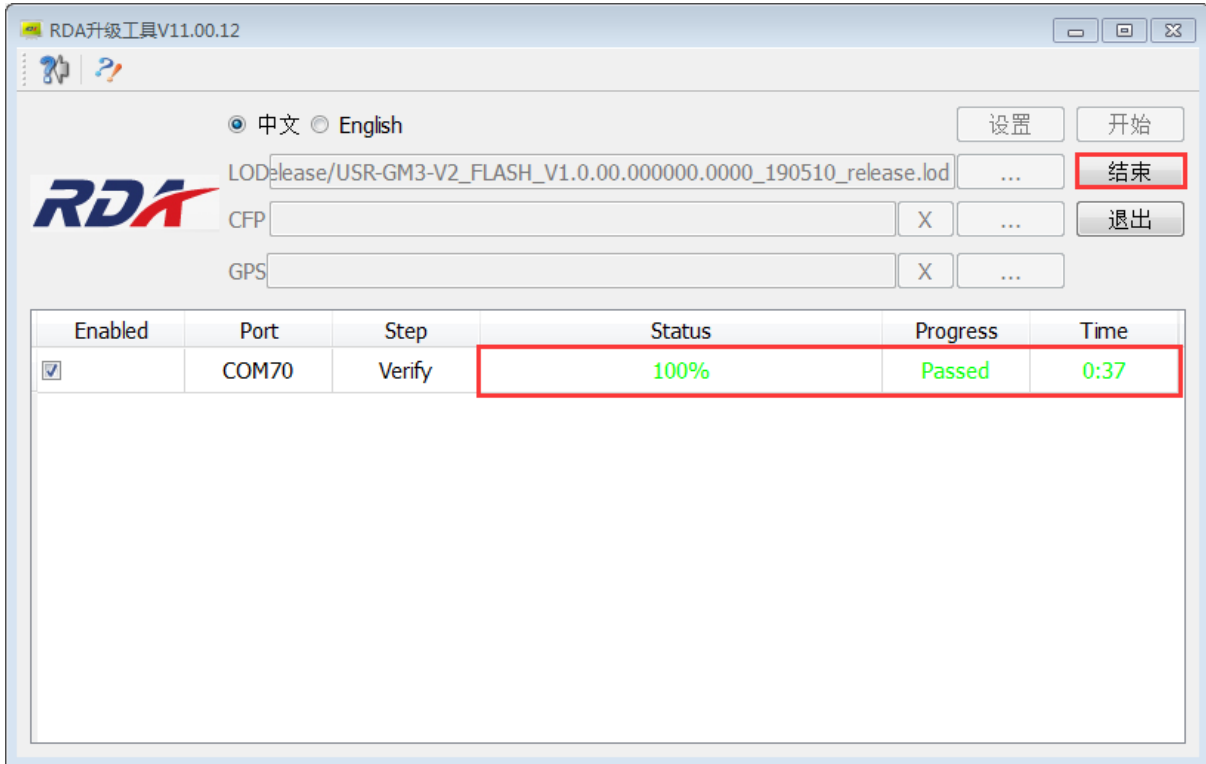 RDA升级工具V11.00.12
中文 English 设置 开始
LOD elease/USR-GM3-V2_FLASH_V1.0.00.000000.0000_190510_release.lod ... 结束
RDA CFP X ... 退出
GPS X ...
Enabled Port Step Status Progress Time
COM70 Verify 100% Passed 0:37